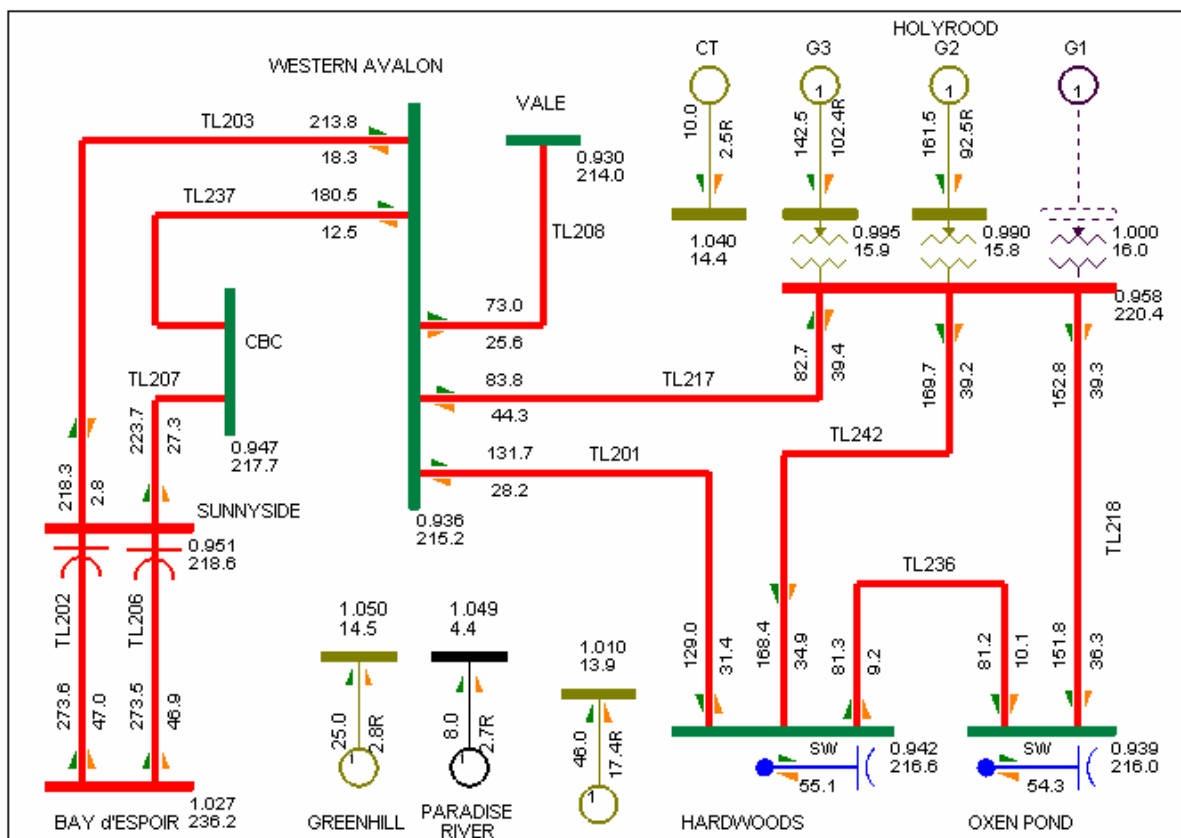 HOLYROOD
CT
G3
G2
G1
WESTERN AVALON
VALE
TL203
213.8
18.3
TL237
180.5
12.5
0.930
214.0
TL208
1
1
1
10.0
2.5R
142.5
102.4R
161.5
92.5R
1.040
14.4
0.995
15.9
0.990
15.8
1.000
16.0
0.958
220.4
73.0
25.6
CBC
TL207
223.7
27.3
0.947
217.7
83.8
44.3
TL217
82.7
39.4
169.7
39.2
152.8
39.3
TL242
131.7
28.2
TL201
0.936
215.2
218.3
2.8
SUNNYSIDE
0.951
218.6
TL218
TL236
TL202
TL206
273.6
47.0
273.5
46.9
1.050
14.5
1.049
4.4
1.010
13.9
25.0
2.8R
1
8.0
2.7R
1
46.0
17.4R
1
129.0
31.4
168.4
34.9
81.3
9.2
81.2
10.1
151.8
36.3
SW
55.1
0.942
216.6
SW
54.3
0.939
216.0
1.027
236.2
BAY d'ESPOIR
GREENHILL
PARADISE
RIVER
HARDWOODS
OXEN POND